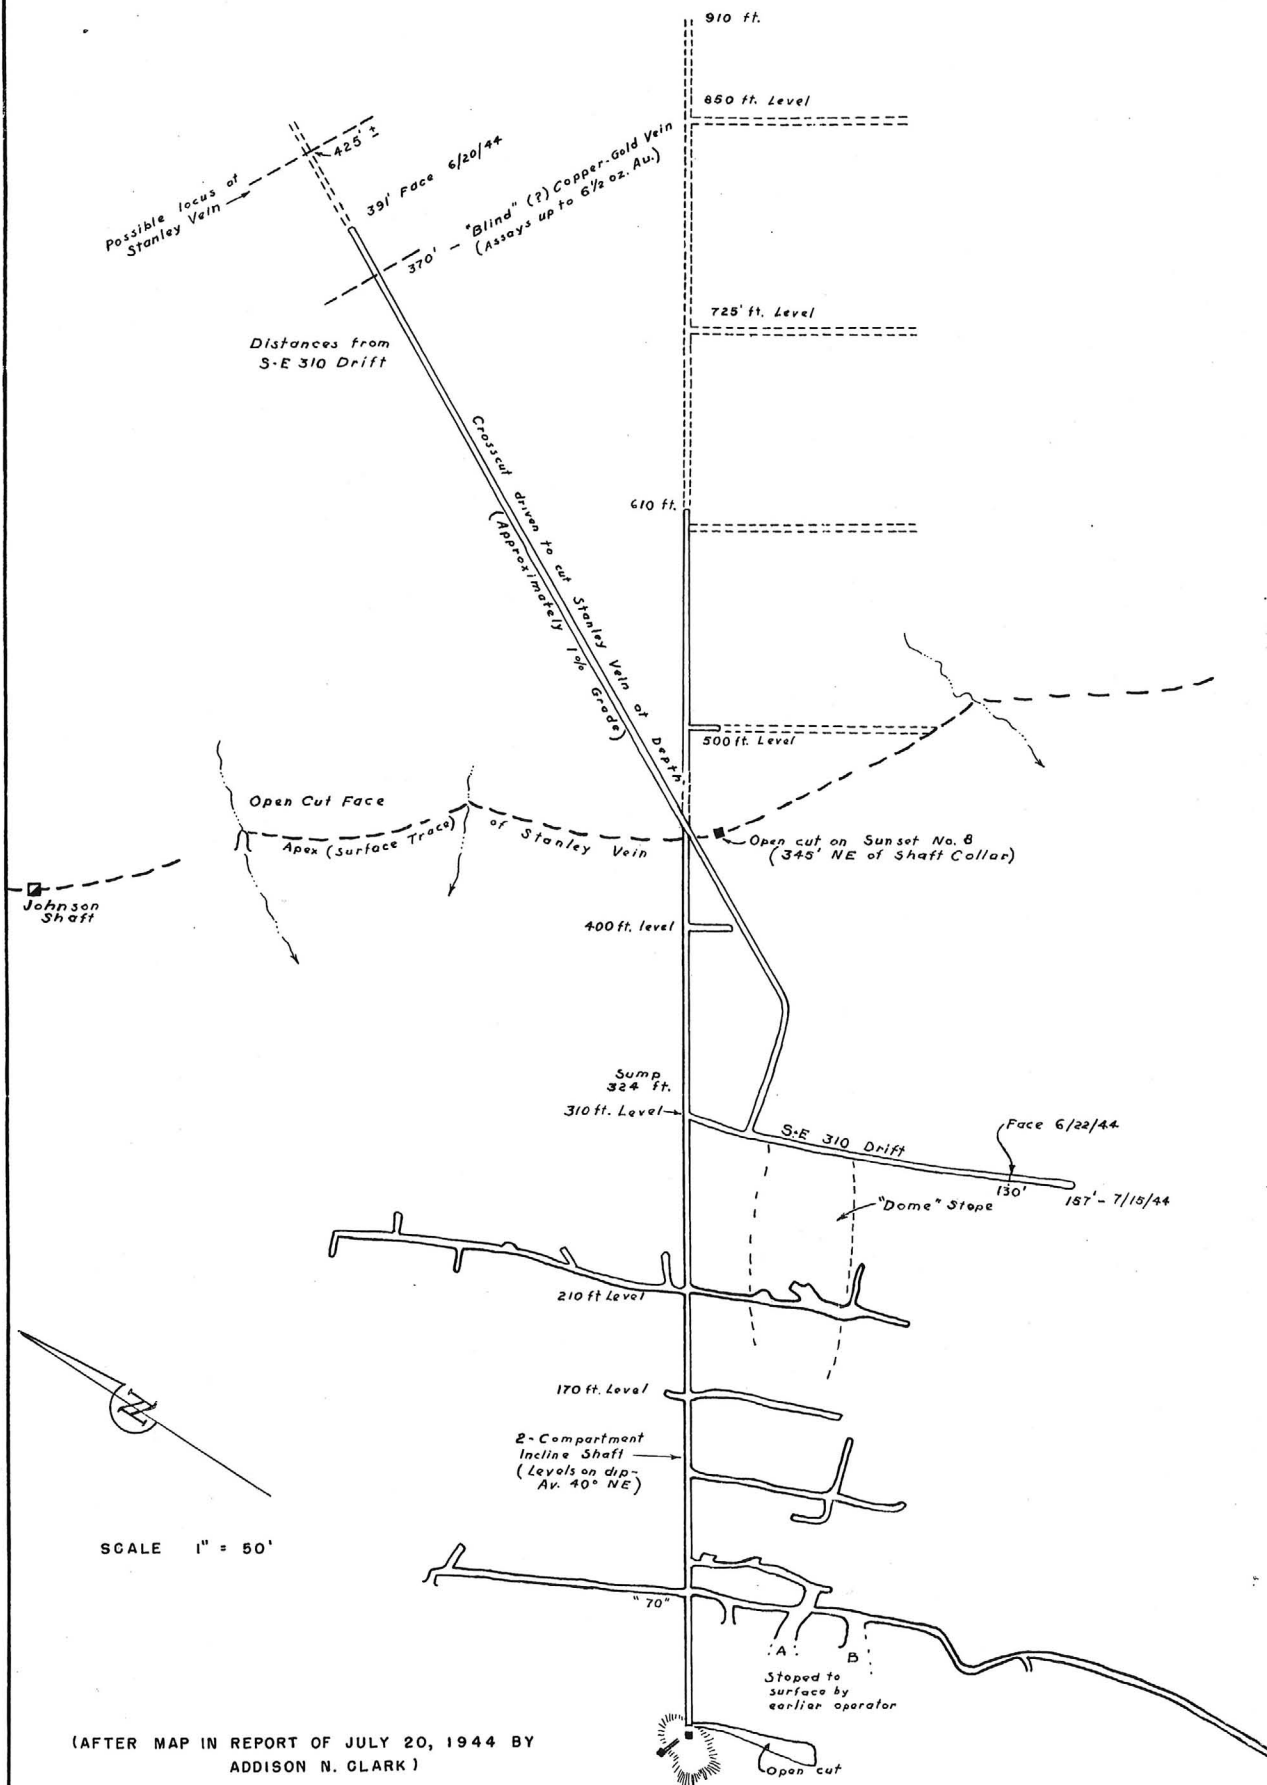 910 ft.
850 ft. Level
425' ±
391' Face 6/20/44
Possible locus of
Stanley Vein
370' - "Blind" (?) Copper-Gold Vein
(Assays up to 6 1/2 oz. Au.)
725' ft. Level
Distances from
S-E 310 Drift
Crosscut driven to cut Stanley Vein at Depth
(Approximately 1% Grade)
610 ft.
500 ft. Level
Open Cut Face
Apex (Surface Trace) of Stanley Vein
Open cut on Sunset No. 8
(345' NE of Shaft Collar)
Johnson
Shaft
400 ft. level
Sump
324 ft.
310 ft. Level
S-E 310 Drift
Face 6/22/44
130'
157' - 7/15/44
"Dome" Stope
210 ft Level
170 ft. Level
N
2-Compartment
Incline Shaft
(Levels on dip-
Av. 40° NE)
SCALE 1" = 50'
"70"
A
B
Stoped to
surface by
earlier operator
(AFTER MAP IN REPORT OF JULY 20, 1944 BY
ADDISON N. CLARK)
Open cut